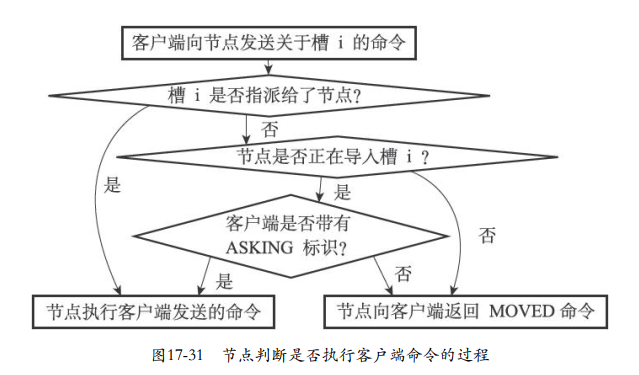 客户端向节点发送关于槽 i 的命令
槽 i 是否指派给了节点?
否
节点是否正在导入槽 i ?
是
是
客户端是否带有
ASKING 标识?
否
是
否
节点执行客户端发送的命令
节点向客户端返回 MOVED 命令
图17-31 节点判断是否执行客户端命令的过程